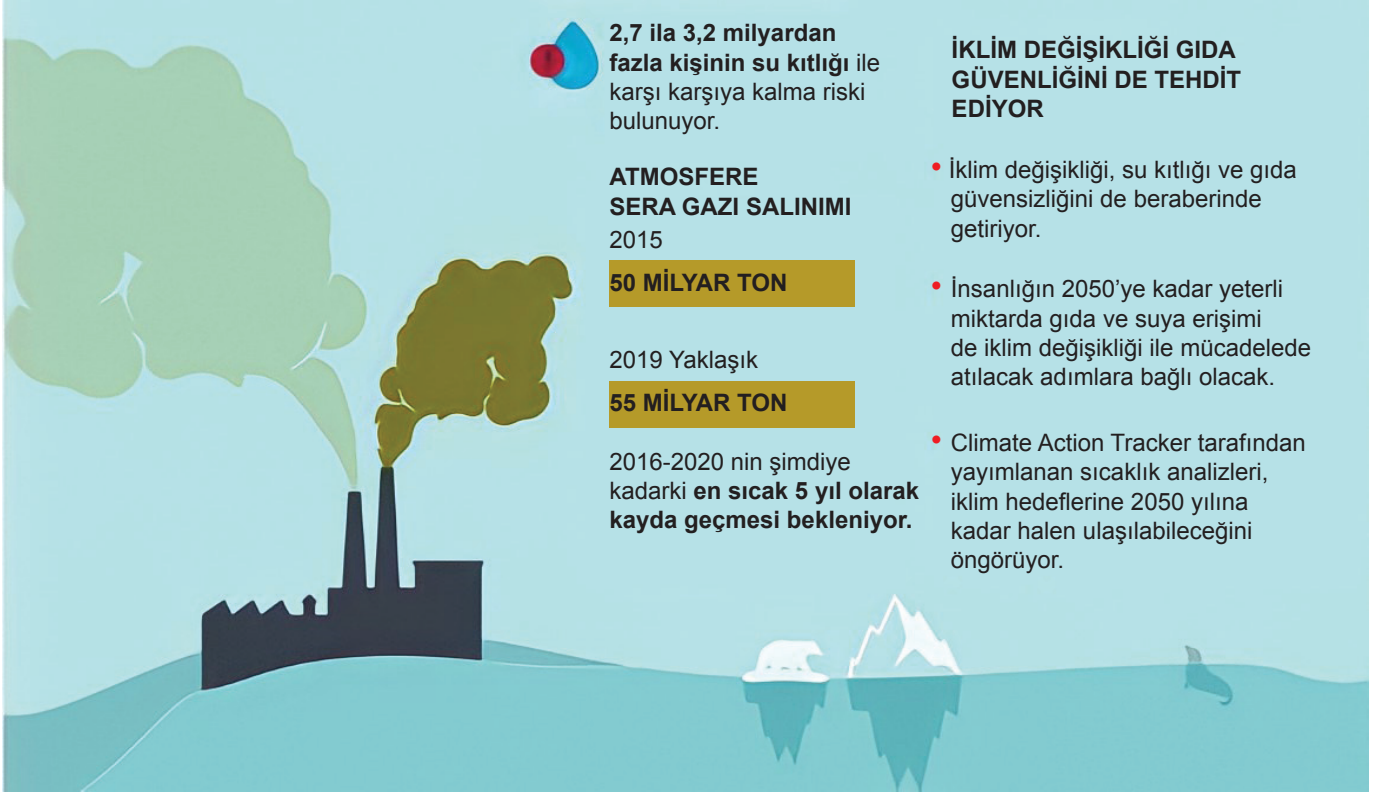 2,7 ila 3,2 milyardan
fazla kişinin su kıtlığı ile
karşı karşıya kalma riski
bulunuyor.
ATMOSFERE
SERA GAZI SALINIMI
2015
50 MİLYAR TON
2019 Yaklaşık
55 MİLYAR TON
2016-2020 nin şimdiye
kadarki en sıcak 5 yıl olarak
kayda geçmesi bekleniyor.
İKLİM DEĞİŞİKLİĞİ GIDA
GÜVENLİĞİNİ DE TEHDİT
EDİYOR
• İklim değişikliği, su kıtlığı ve gıda
güvensizliğini de beraberinde
getiriyor.
• İnsanlığın 2050’ye kadar yeterli
miktarda gıda ve suya erişimi
de iklim değişikliği ile mücadelede
atılacak adımlara bağlı olacak.
• Climate Action Tracker tarafından
yayımlanan sıcaklık analizleri,
iklim hedeflerine 2050 yılına
kadar halen ulaşılabileceğini
öngörüyor.